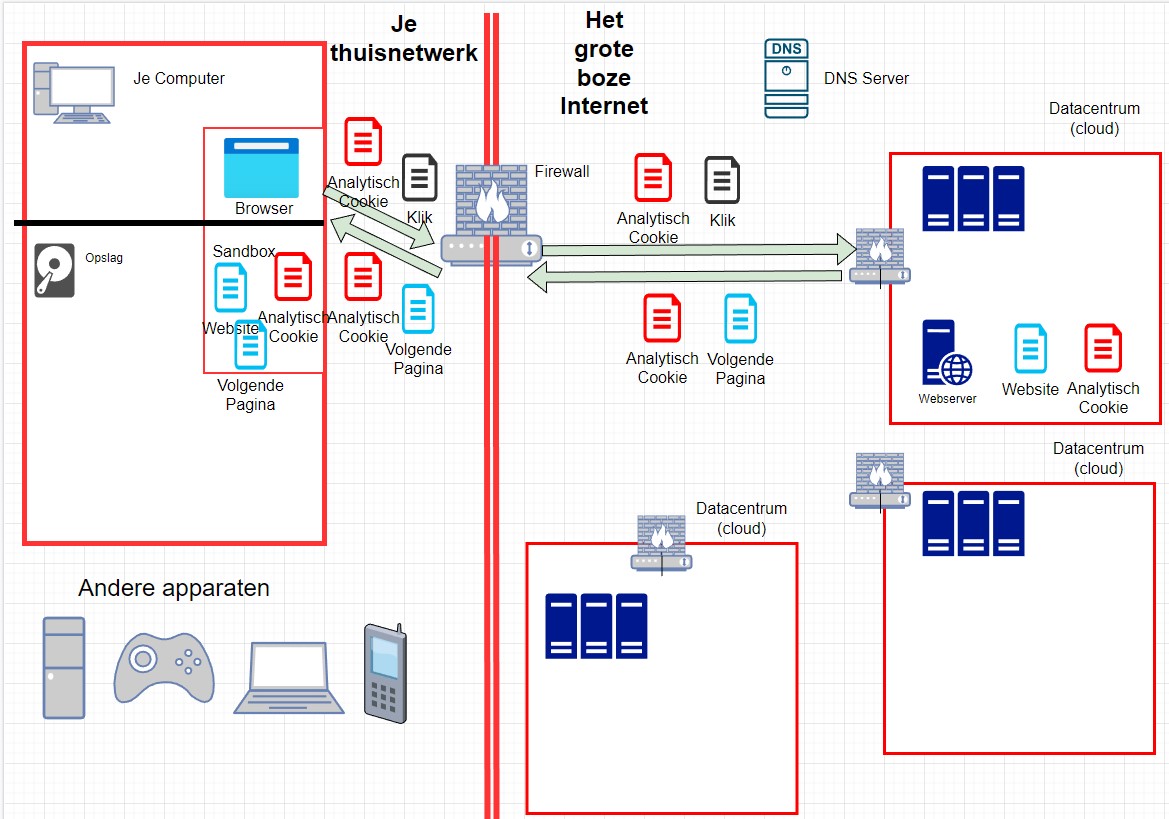 Je
thuisnetwerk
Het
grote
boze
Internet
DNS
DNS Server
Je Computer
Datacentrum
(cloud)
Browser
Analytisch
Cookie
Klik
Firewall
Analytisch
Cookie
Klik
Opslag
Sandbox
Website
Analytisch
Cookie
Volgende
Pagina
Analytisch
Cookie
Volgende
Pagina
Analytisch
Cookie
Volgende
Pagina
Webserver
Website
Analytisch
Cookie
Datacentrum
(cloud)
Datacentrum
(cloud)
Andere apparaten